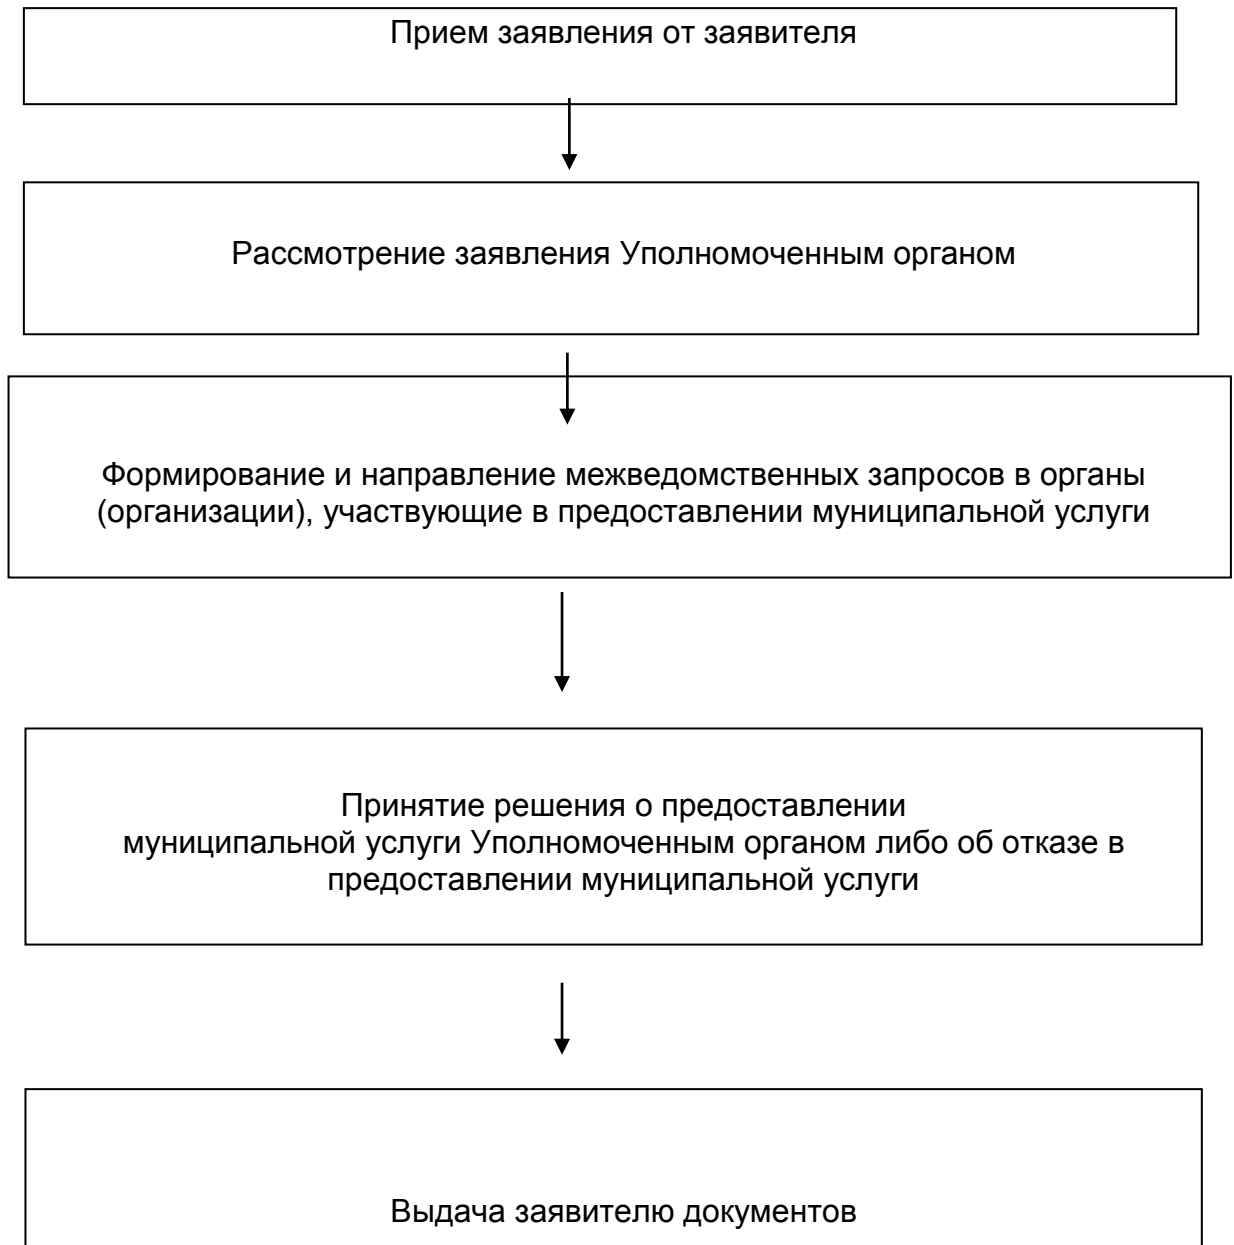 Прием заявления от заявителя
Рассмотрение заявления Уполномоченным органом
Формирование и направление межведомственных запросов в органы
(организации), участвующие в предоставлении муниципальной услуги
Принятие решения о предоставлении
муниципальной услуги Уполномоченным органом либо об отказе в
предоставлении муниципальной услуги
Выдача заявителю документов